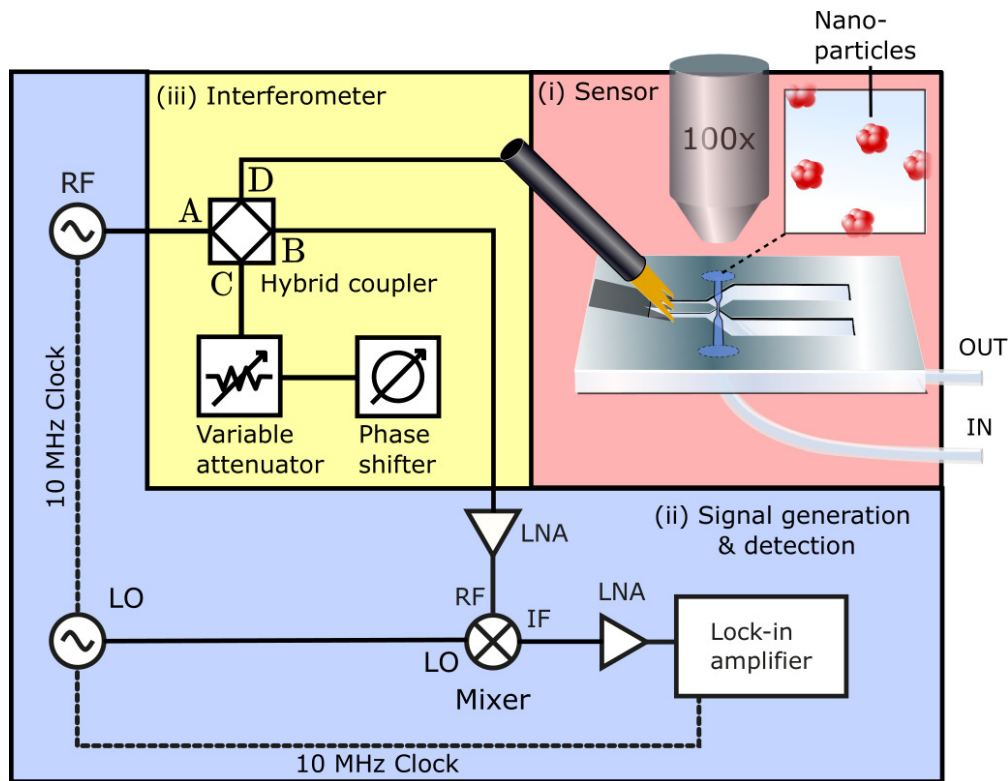 Nano-
particles
(iii) Interferometer
(i) Sensor
100x
RF
D
A
B
C
Hybrid coupler
OUT
IN
Variable
attenuator
Phase
shifter
10 MHz Clock
(ii) Signal generation
& detection
LNA
LO
RF
IF
LNA
LO
Mixer
Lock-in
amplifier
10 MHz Clock